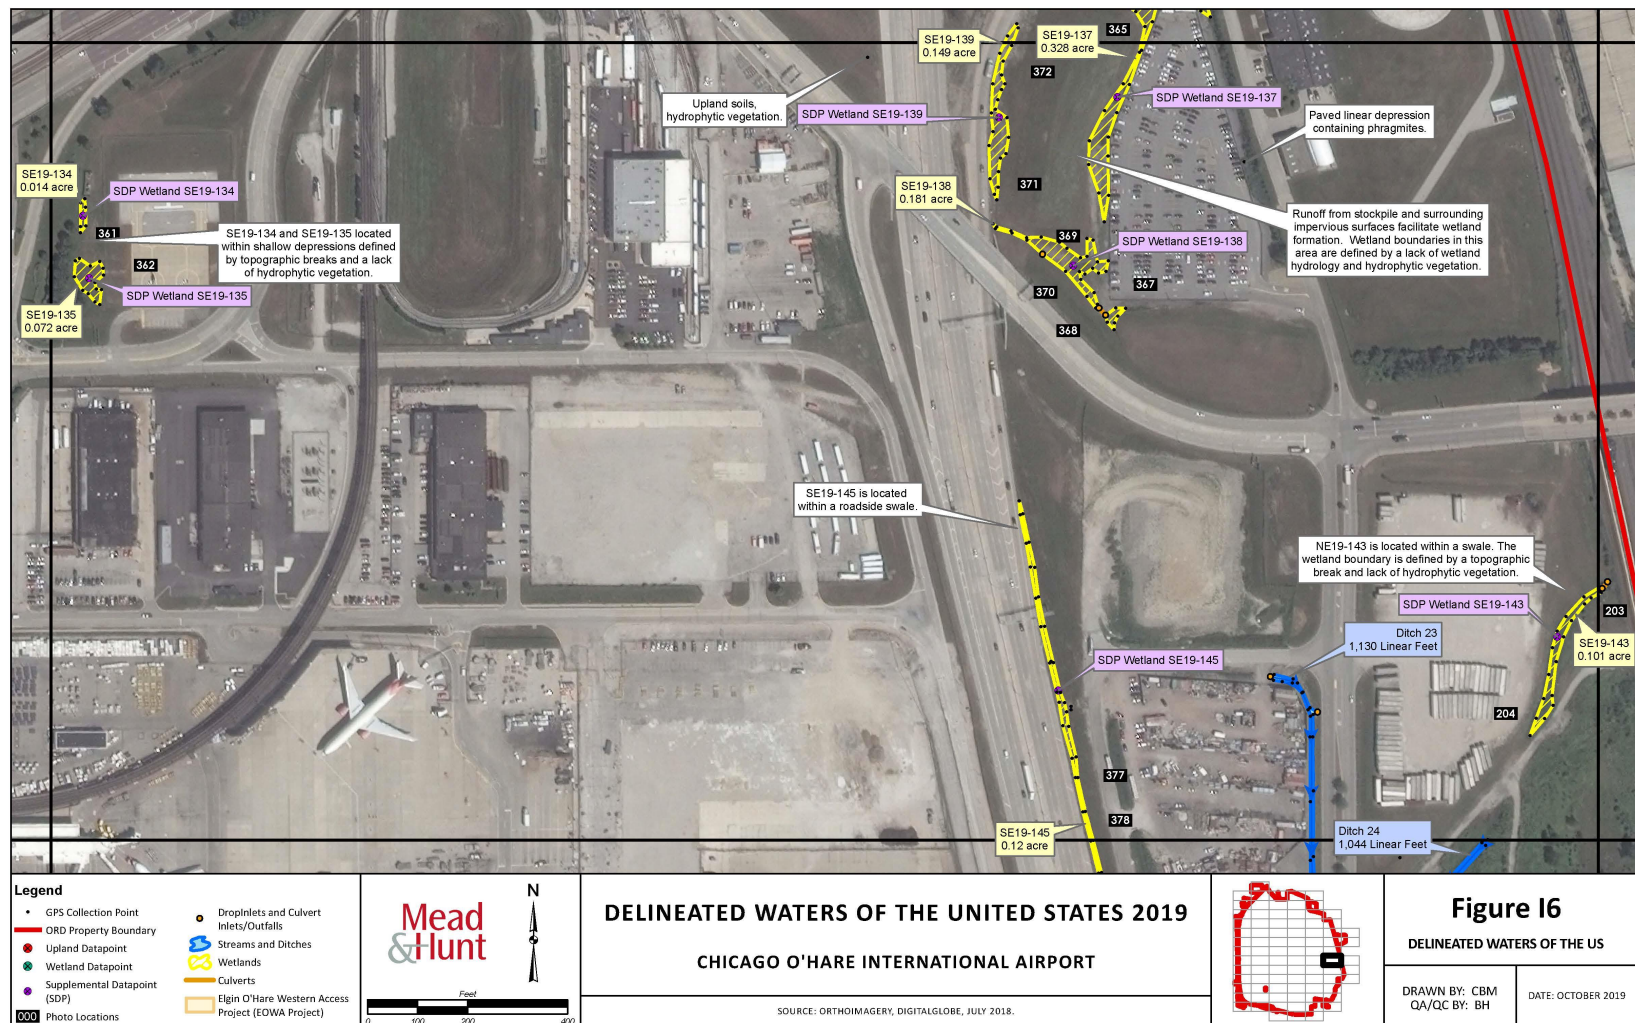 365
SE19-139
0.149 acre
SE19-137
0.328 acre
372
Upland soils,
hydrophytic vegetation.
SDP Wetland SE19-139
SDP Wetland SE19-137
Paved linear depression
containing phragmites.
SE19-134
0.014 acre
SDP Wetland SE19-134
371
SE19-138
0.181 acre
361
SE19-134 and SE19-135 located
within shallow depressions defined
by topographic breaks and a lack
of hydrophytic vegetation.
362
369
SDP Wetland SE19-138
Runoff from stockpile and surrounding
impervious surfaces facilitate wetland
formation. Wetland boundaries in this
area are defined by a lack of wetland
hydrology and hydrophytic vegetation.
SDP Wetland SE19-135
SE19-135
0.072 acre
370
367
368
SE19-145 is located
within a roadside swale.
NE19-143 is located within a swale. The
wetland boundary is defined by a topographic
break and lack of hydrophytic vegetation.
SDP Wetland SE19-143
203
SE19-143
0.101 acre
Ditch 23
1,130 Linear Feet
SDP Wetland SE19-145
204
377
378
SE19-145
0.12 acre
Ditch 24
1,044 Linear Feet
Legend
GPS Collection Point
ORD Property Boundary
Upland Datapoint
Wetland Datapoint
Supplemental Datapoint
(SDP)
000 Photo Locations
DropInlets and Culvert
Inlets/Outfalls
Streams and Ditches
Wetlands
Culverts
Elgin O'Hare Western Access
Project (EOWA Project)
Mead
&Hunt
N
Feet
0 100 200 400
DELINEATED WATERS OF THE UNITED STATES 2019
CHICAGO O'HARE INTERNATIONAL AIRPORT
SOURCE: ORTHOIMAGERY, DIGITALGLOBE, JULY 2018.
Figure I6
DELINEATED WATERS OF THE US
DRAWN BY: CBM
QA/QC BY: BH
DATE: OCTOBER 2019